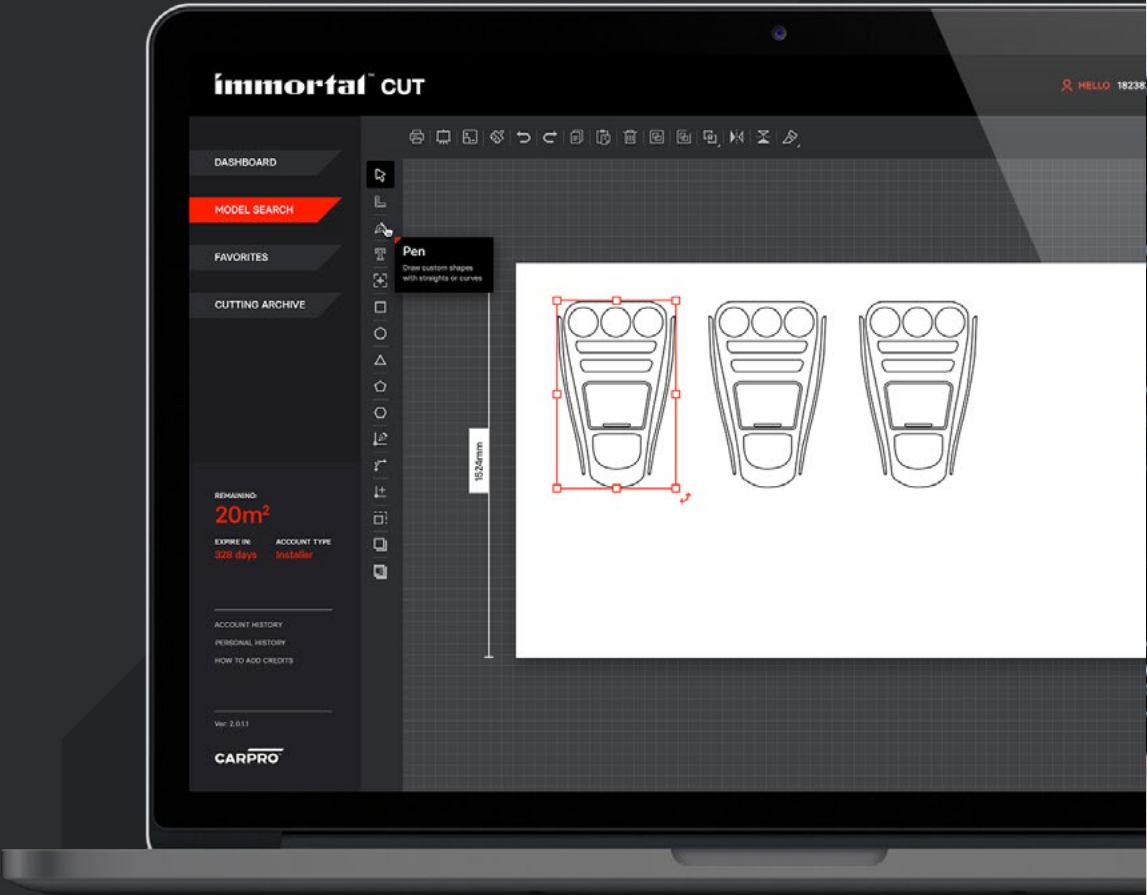 immortal™ CUT
HELLO 18238
DASHBOARD
MODEL SEARCH
FAVORITES
CUTTING ARCHIVE
Pen
Draw custom shapes
with straights or curves
1524mm
REMAINING:
20m²
EXPIRE IN: ACCOUNT TYPE
328 days Installer
ACCOUNT HISTORY
PERSONAL HISTORY
HOW TO ADD CREDITS
Ver: 2.0.1.1
CARPRO